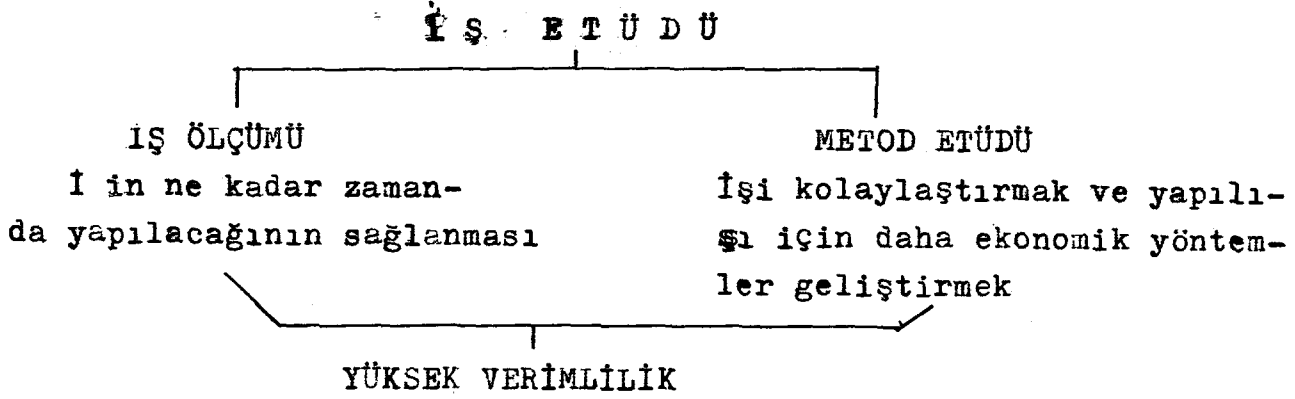 İŞ ETÜDÜ
İŞ ÖLÇÜMÜ
İ in ne kadar zaman-
da yapılacağının sağlanması
METOD ETÜDÜ
İşi kolaylaştırmak ve yapılı-
şı için daha ekonomik yöntem-
ler geliştirmek
YÜKSEK VERİMLİLİK